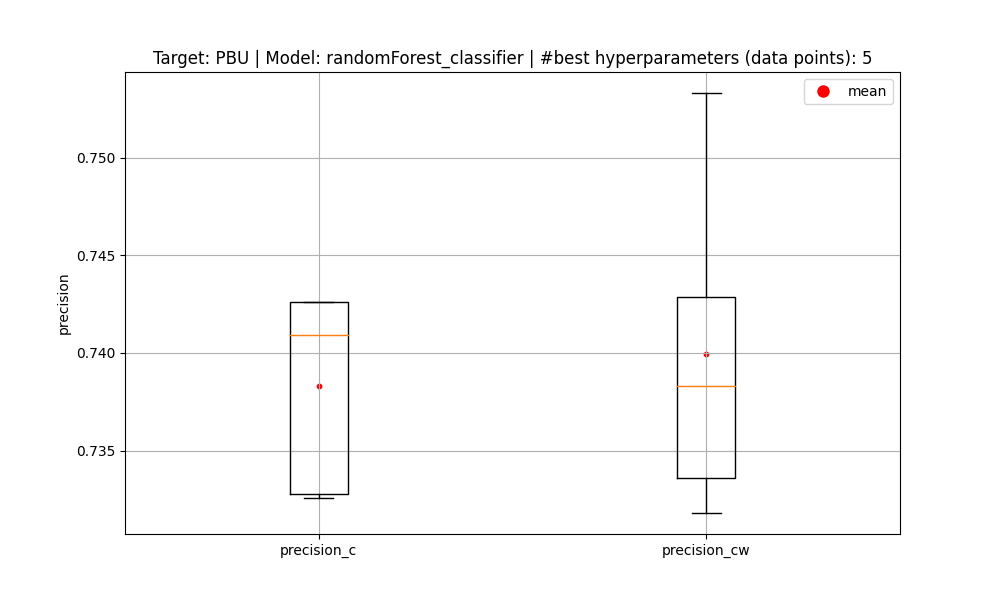 Target: PBU | Model: randomForest_classifier | #best hyperparameters (data points): 5
mean
0.750
0.745
0.740
0.735
precision
precision_c
precision_cw